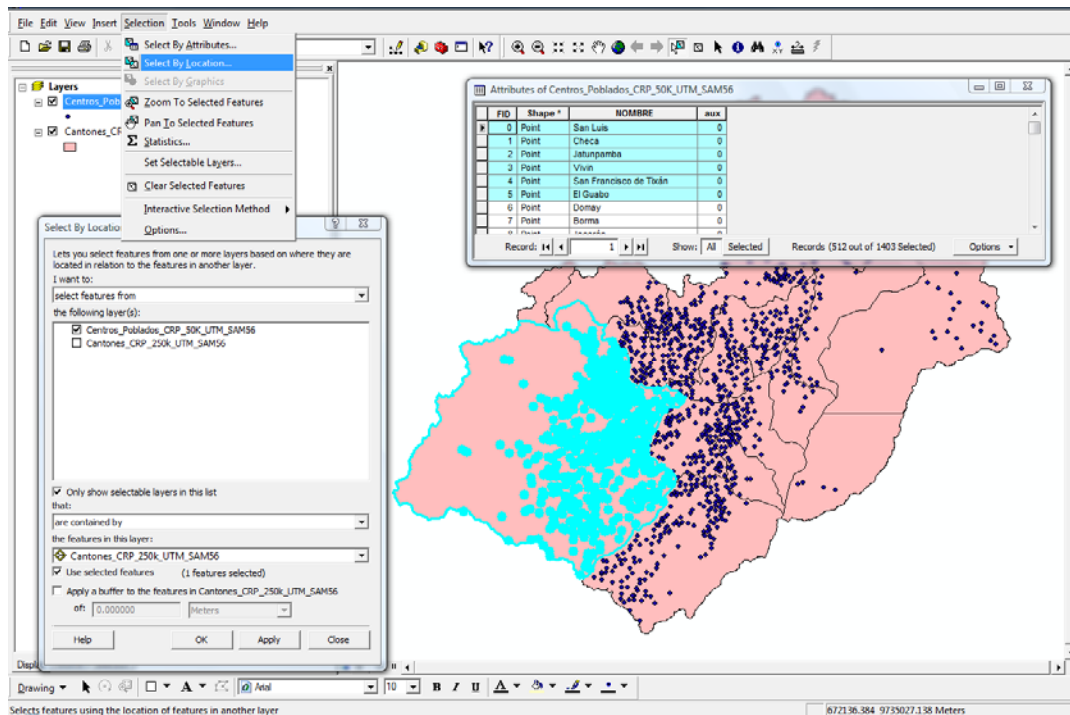 File Edit View Insert Selection Tools Window Help
Select By Attributes...
Select By Location...
Select By Graphics
Zoom To Selected Features
Pan To Selected Features
Σ Statistics...
Set Selectable Layers...
Clear Selected Features
Interactive Selection Method
Options...
Layers
Centros_Pob
Cantones_CR
Attributes of Centros_Poblados_CRP_50K_UTM_SAM56
FID Shape * NOMBRE aux
0 Point San Luis 0
1 Point Checa 0
2 Point Jatunpamba 0
3 Point Vivin 0
4 Point San Francisco de Tixán 0
5 Point El Guabo 0
6 Point Domay 0
7 Point Borma 0
Record: 1 Show: All Selected Records (512 out of 1403 Selected) Options
Select By Location
Lets you select features from one or more layers based on where they are
located in relation to the features in another layer.
I want to:
select features from
the following layer(s):
Centros_Poblados_CRP_50K_UTM_SAM56
Cantones_CRP_250k_UTM_SAM56
Only show selectable layers in this list
that:
are contained by
the features in this layer:
Cantones_CRP_250k_UTM_SAM56
Use selected features (1 features selected)
Apply a buffer to the features in Cantones_CRP_250k_UTM_SAM56
of: 0.000000 Meters
Help OK Apply Close
Displ
Drawing A Arial 10 B I U A
Selects features using the location of features in another layer 672136.384 9735027.138 Meters